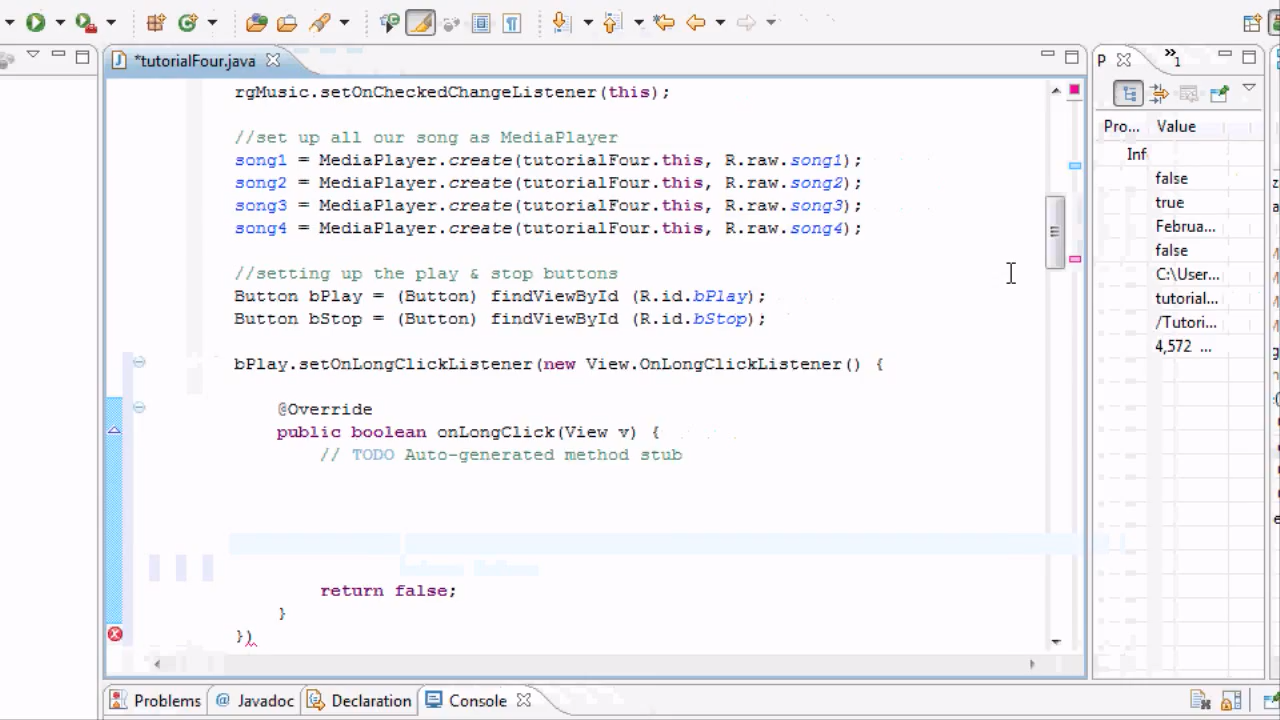 *tutorialFour.java
rgMusic.setOnCheckedChangeListener(this);
//set up all our song as MediaPlayer
song1 = MediaPlayer.create(tutorialFour.this, R.raw.song1);
song2 = MediaPlayer.create(tutorialFour.this, R.raw.song2);
song3 = MediaPlayer.create(tutorialFour.this, R.raw.song3);
song4 = MediaPlayer.create(tutorialFour.this, R.raw.song4);
//setting up the play & stop buttons
Button bPlay = (Button) findViewById (R.id.bPlay);
Button bStop = (Button) findViewById (R.id.bStop);
bPlay.setOnLongClickListener(new View.OnLongClickListener() {
@Override
public boolean onLongClick(View v) {
// TODO Auto-generated method stub
return false;
}
})
P
1
Pro... Value
Inf
false
true
Februa...
false
C:\User...
tutorial...
/Tutori...
4,572 ...
Problems
@ Javadoc
Declaration
Console